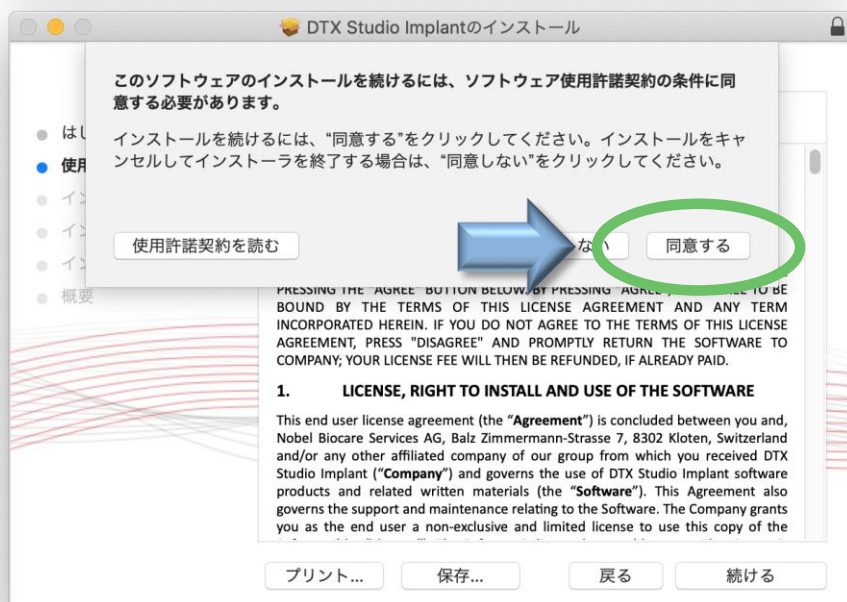 DTX Studio Implantのインストール
このソフトウェアのインストールを続けるには、ソフトウェア使用許諾契約の条件に同
意する必要があります。
インストールを続けるには、“同意する”をクリックしてください。インストールをキャ
ンセルしてインストーラを終了する場合は、“同意しない”をクリックしてください。
使用許諾契約を読む
ない
同意する
は
使用
イン
イン
イン
概要
PRESSING THE "AGREE" BUTTON BELOW. BY PRESSING "AGREE", TO BE
BOUND BY THE TERMS OF THIS LICENSE AGREEMENT AND ANY TERM
INCORPORATED HEREIN. IF YOU DO NOT AGREE TO THE TERMS OF THIS LICENSE
AGREEMENT, PRESS "DISAGREE" AND PROMPTLY RETURN THE SOFTWARE TO
COMPANY; YOUR LICENSE FEE WILL THEN BE REFUNDED, IF ALREADY PAID.
1. LICENSE, RIGHT TO INSTALL AND USE OF THE SOFTWARE
This end user license agreement (the “Agreement”) is concluded between you and,
Nobel Biocare Services AG, Balz Zimmermann-Strasse 7, 8302 Kloten, Switzerland
and/or any other affiliated company of our group from which you received DTX
Studio Implant (“Company”) and governs the use of DTX Studio Implant software
products and related written materials (the “Software”). This Agreement also
governs the support and maintenance relating to the Software. The Company grants
you as the end user a non-exclusive and limited license to use this copy of the
プリント...
保存...
戻る
続ける